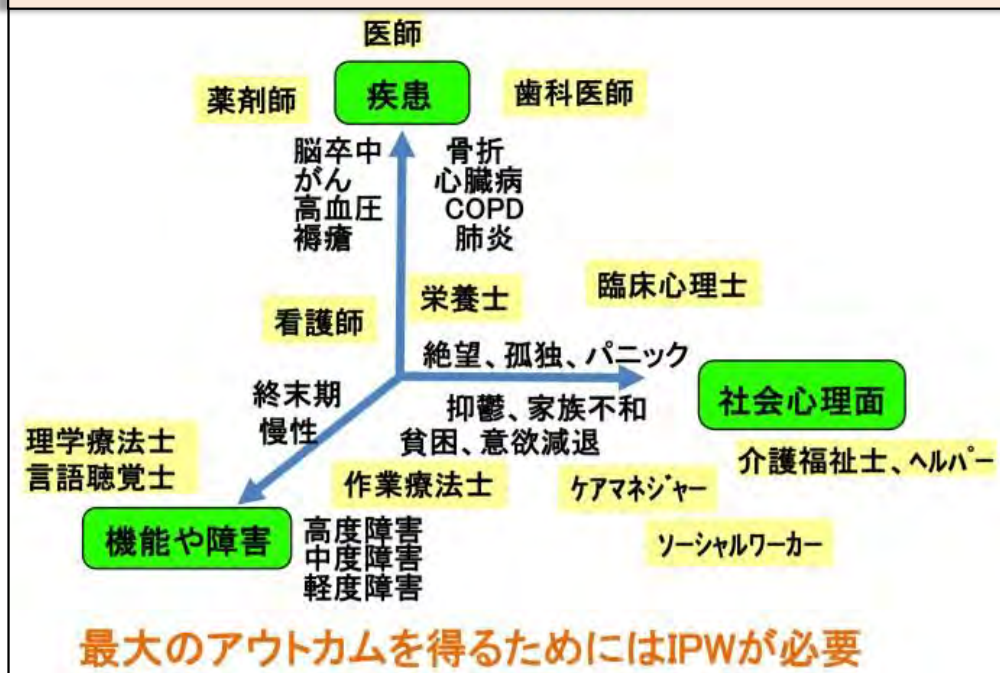 医師
薬剤師
疾患
歯科医師
脳卒中
がん
高血圧
褥瘡
骨折
心臓病
COPD
肺炎
看護師
栄養士
臨床心理士
絶望、孤独、パニック
社会心理面
抑鬱、家族不和
貧困、意欲減退
終末期
慢性
理学療法士
言語聴覚士
作業療法士
ケアマネジャー
介護福祉士、ヘルパー
ソーシャルワーカー
機能や障害
高度障害
中度障害
軽度障害
最大のアウトカムを得るためにはIPWが必要